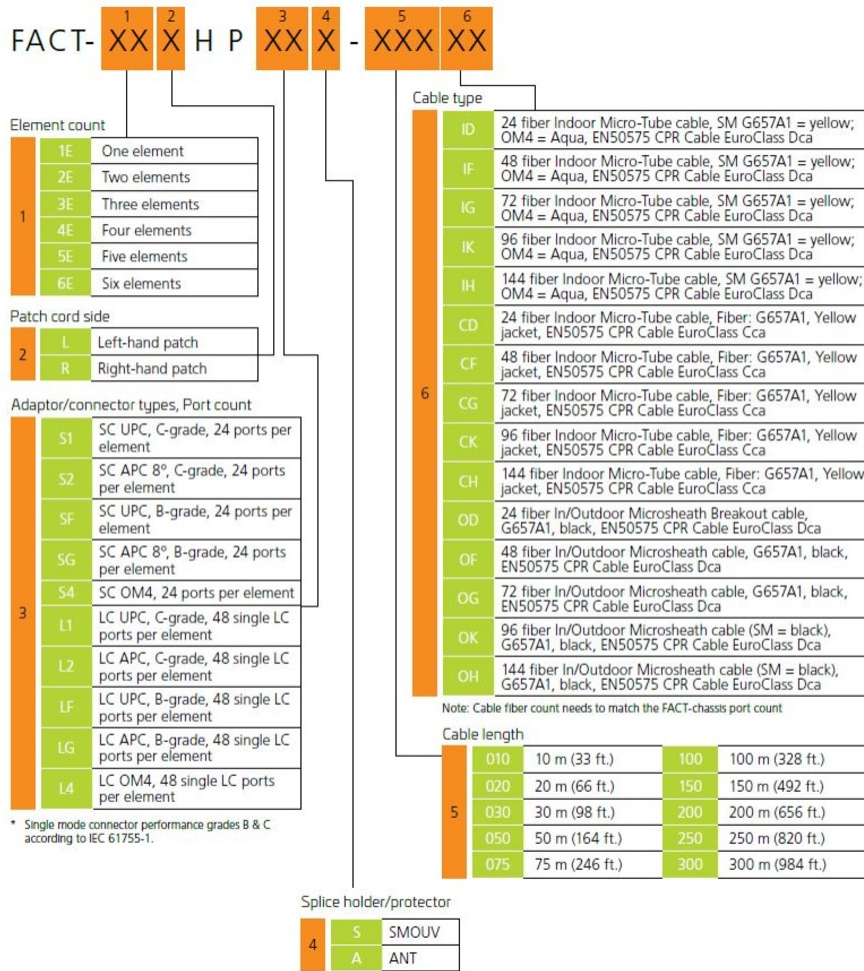 1 2 3 4 5 6
FACT- XX X H P XX X - XXX XX
Element count
1
1E One element
2E Two elements
3E Three elements
4E Four elements
5E Five elements
6E Six elements
Patch cord side
2
L Left-hand patch
R Right-hand patch
Adaptor/connector types, Port count
3
S1 SC UPC, C-grade, 24 ports per
element
S2 SC APC 8º, C-grade, 24 ports
per element
SF SC UPC, B-grade, 24 ports per
element
SG SC APC 8º, B-grade, 24 ports
per element
S4 SC OM4, 24 ports per element
L1 LC UPC, C-grade, 48 single LC
ports per element
L2 LC APC, C-grade, 48 single LC
ports per element
LF LC UPC, B-grade, 48 single LC
ports per element
LG LC APC, B-grade, 48 single LC
ports per element
L4 LC OM4, 48 single LC ports
per element
* Single mode connector performance grades B & C
according to IEC 61755-1.
Cable type
6
ID 24 fiber Indoor Micro-Tube cable, SM G657A1 = yellow;
OM4 = Aqua, EN50575 CPR Cable EuroClass Dca
IF 48 fiber Indoor Micro-Tube cable, SM G657A1 = yellow;
OM4 = Aqua, EN50575 CPR Cable EuroClass Dca
IG 72 fiber Indoor Micro-Tube cable, SM G657A1 = yellow;
OM4 = Aqua, EN50575 CPR Cable EuroClass Dca
IK 96 fiber Indoor Micro-Tube cable, SM G657A1 = yellow;
OM4 = Aqua, EN50575 CPR Cable EuroClass Dca
IH 144 fiber Indoor Micro-Tube cable, SM G657A1 = yellow;
OM4 = Aqua, EN50575 CPR Cable EuroClass Dca
CD 24 fiber Indoor Micro-Tube cable, Fiber: G657A1, Yellow
jacket, EN50575 CPR Cable EuroClass Cca
CF 48 fiber Indoor Micro-Tube cable, Fiber: G657A1, Yellow
jacket, EN50575 CPR Cable EuroClass Cca
CG 72 fiber Indoor Micro-Tube cable, Fiber: G657A1, Yellow
jacket, EN50575 CPR Cable EuroClass Cca
CK 96 fiber Indoor Micro-Tube cable, Fiber: G657A1, Yellow
jacket, EN50575 CPR Cable EuroClass Cca
CH 144 fiber Indoor Micro-Tube cable, Fiber: G657A1, Yellow
jacket, EN50575 CPR Cable EuroClass Cca
OD 24 fiber In/Outdoor Microsheath Breakout cable,
G657A1, black, EN50575 CPR Cable EuroClass Dca
OF 48 fiber In/Outdoor Microsheath cable, G657A1, black,
EN50575 CPR Cable EuroClass Dca
OG 72 fiber In/Outdoor Microsheath cable, G657A1, black,
EN50575 CPR Cable EuroClass Dca
OK 96 fiber In/Outdoor Microsheath cable (SM = black),
G657A1, black, EN50575 CPR Cable EuroClass Dca
OH 144 fiber In/Outdoor Microsheath cable (SM = black),
G657A1, black, EN50575 CPR Cable EuroClass Dca
Note: Cable fiber count needs to match the FACT-chassis port count
Cable length
5
010 10 m (33 ft.) 100 100 m (328 ft.)
020 20 m (66 ft.) 150 150 m (492 ft.)
030 30 m (98 ft.) 200 200 m (656 ft.)
050 50 m (164 ft.) 250 250 m (820 ft.)
075 75 m (246 ft.) 300 300 m (984 ft.)
Splice holder/protector
4
S SMOUV
A ANT